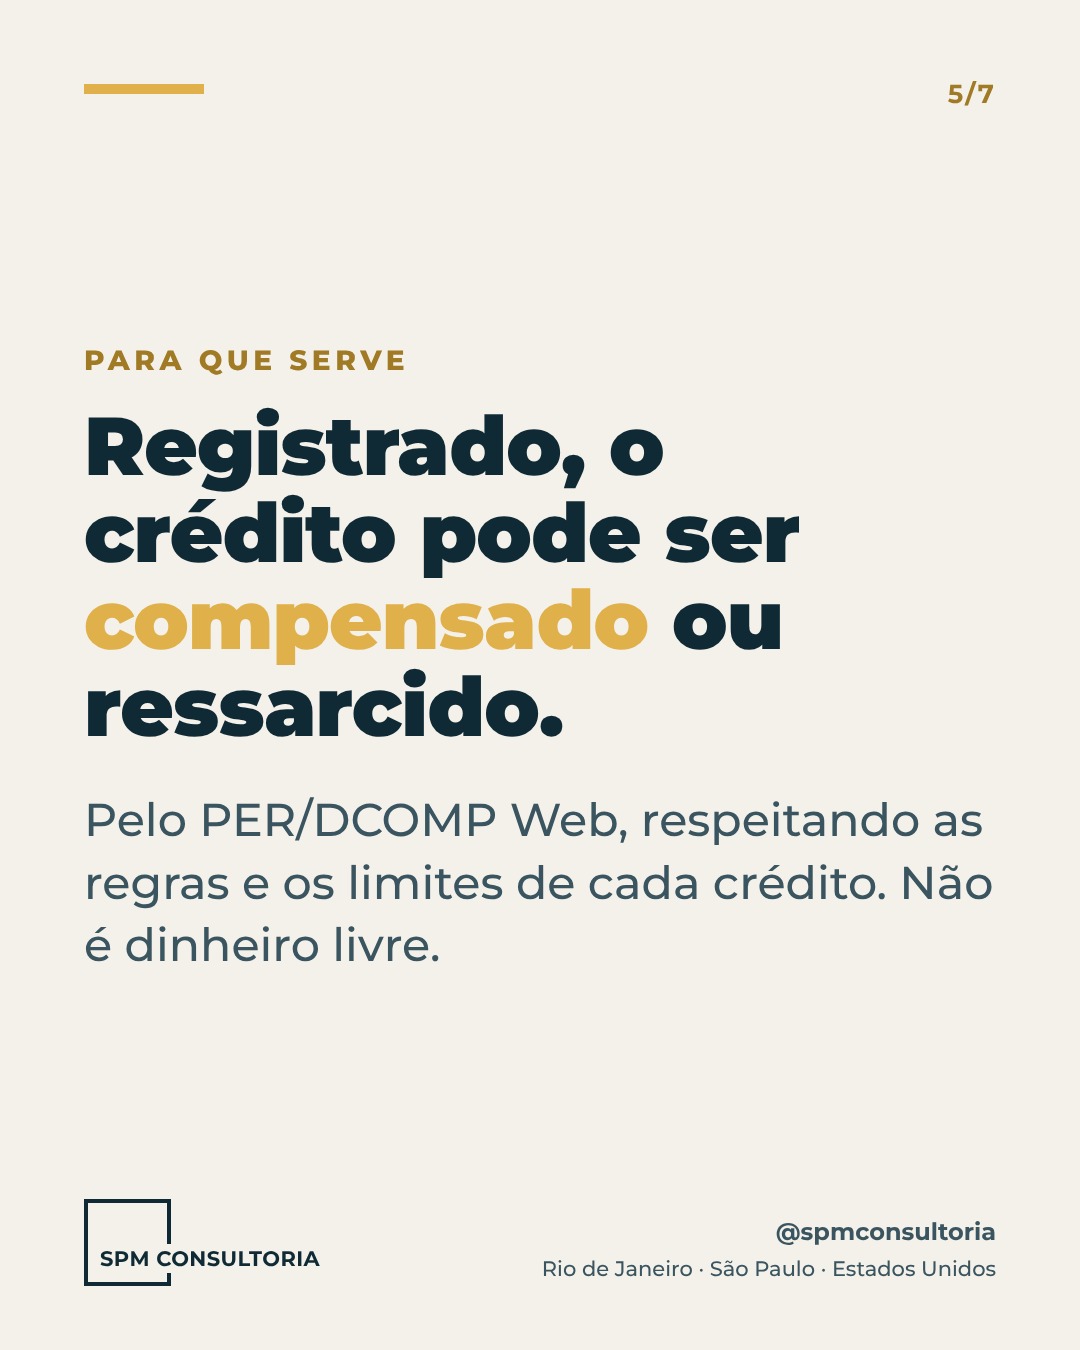 5/7
PARA QUE SERVE
Registrado, o
crédito pode ser
compensado ou
ressarcido.
Pelo PER/DCOMP Web, respeitando as
regras e os limites de cada crédito. Não
é dinheiro livre.
SPM CONSULTORIA
@spmconsultoria
Rio de Janeiro · São Paulo · Estados Unidos